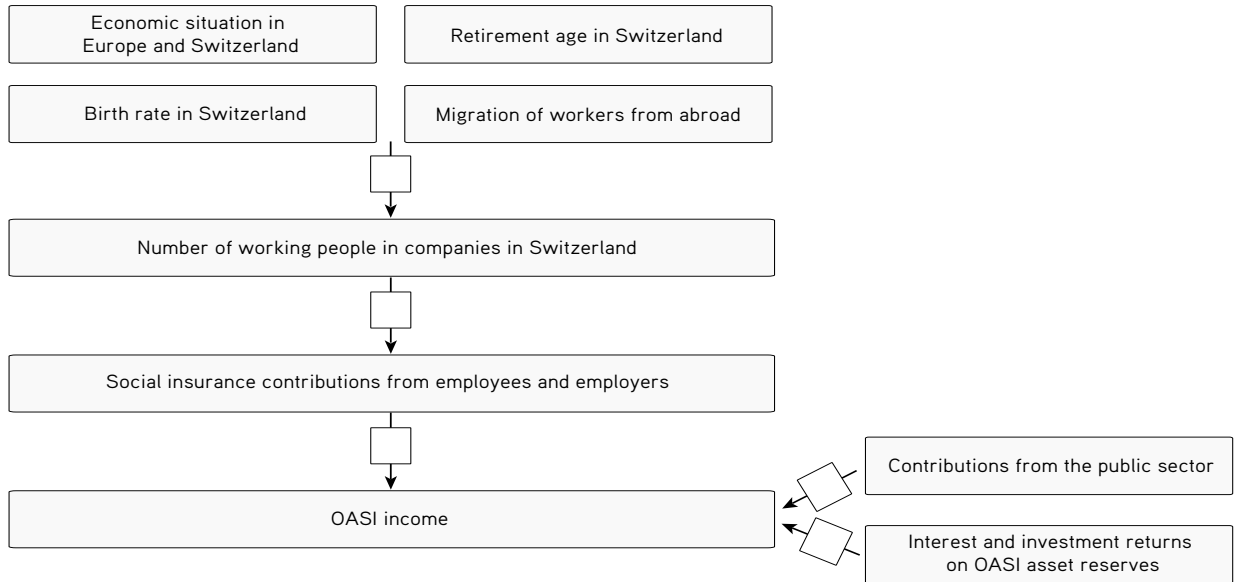 Economic situation in
Europe and Switzerland
Retirement age in Switzerland
Birth rate in Switzerland
Migration of workers from abroad
Number of working people in companies in Switzerland
Social insurance contributions from employees and employers
Contributions from the public sector
OASI income
Interest and investment returns
on OASI asset reserves